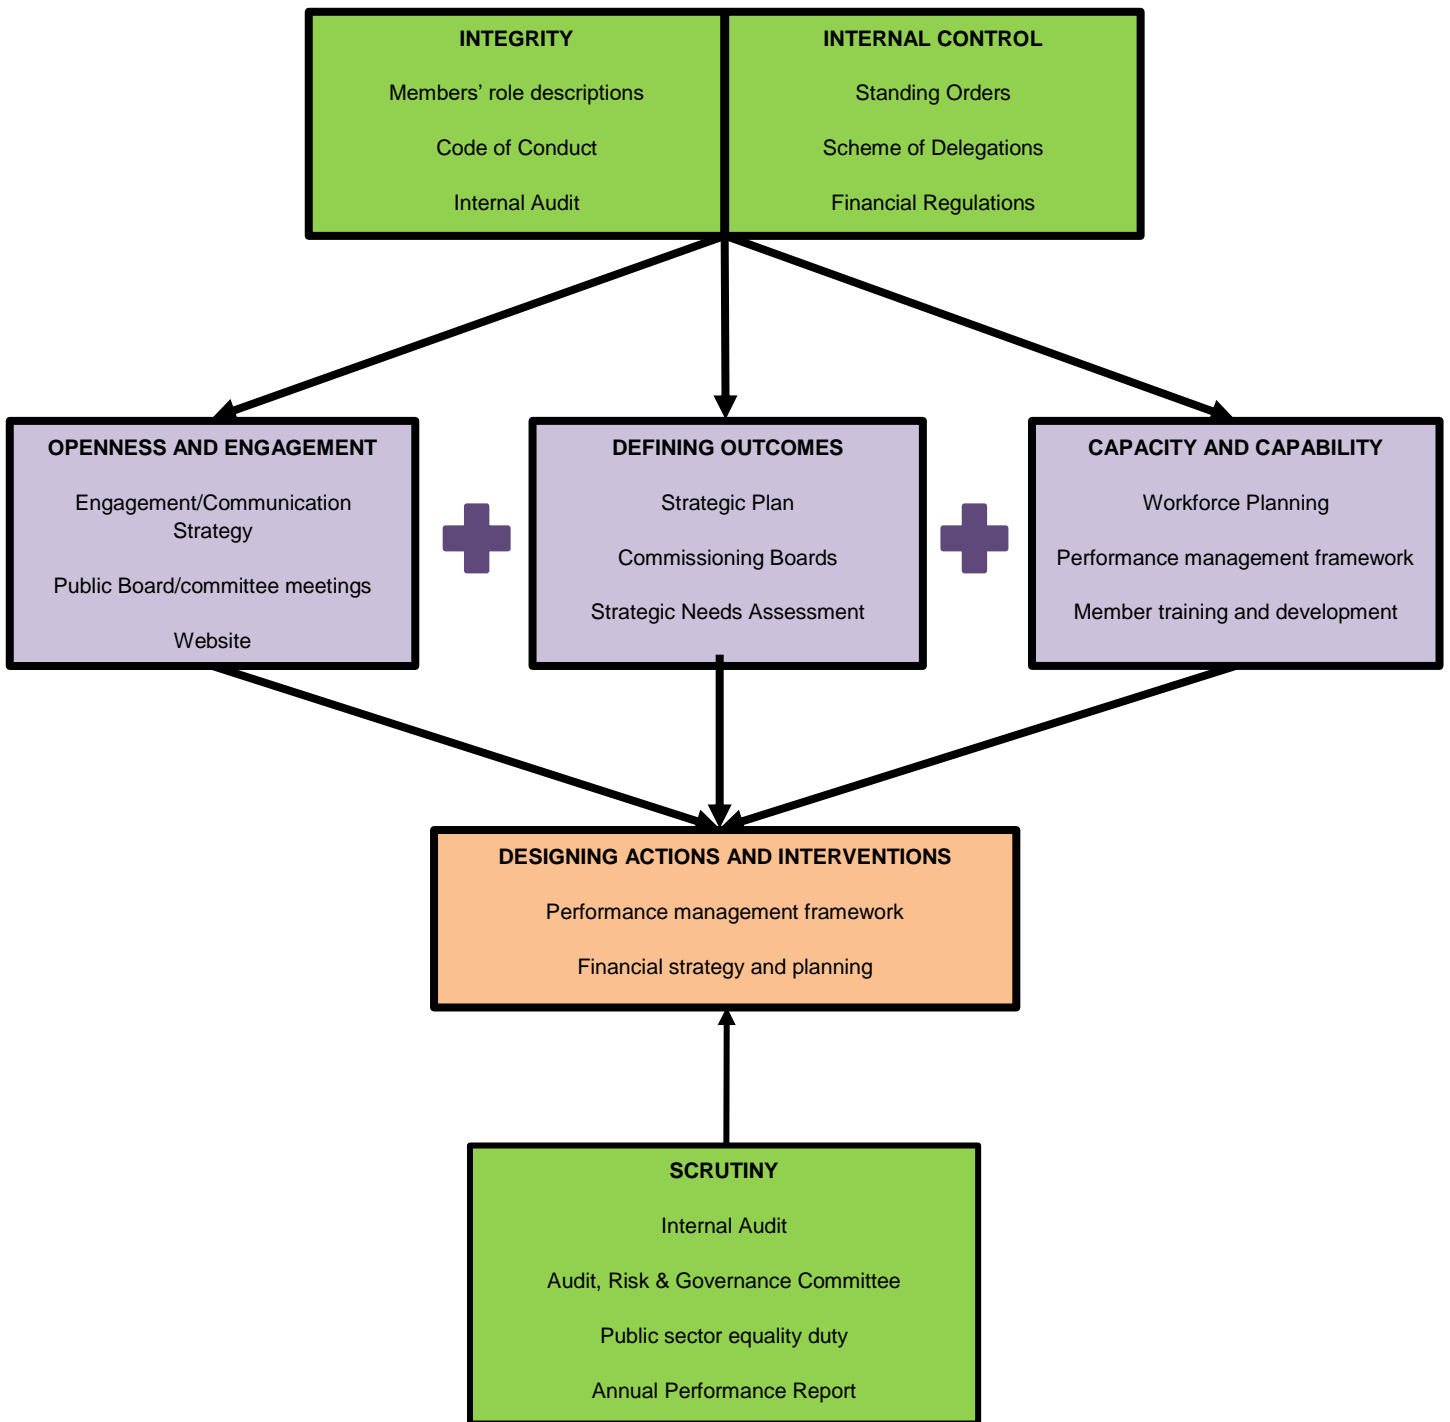 INTEGRITY
Members’ role descriptions
Code of Conduct
Internal Audit
INTERNAL CONTROL
Standing Orders
Scheme of Delegations
Financial Regulations
OPENNESS AND ENGAGEMENT
Engagement/Communication
Strategy
Public Board/committee meetings
Website
DEFINING OUTCOMES
Strategic Plan
Commissioning Boards
Strategic Needs Assessment
CAPACITY AND CAPABILITY
Workforce Planning
Performance management framework
Member training and development
DESIGNING ACTIONS AND INTERVENTIONS
Performance management framework
Financial strategy and planning
SCRUTINY
Internal Audit
Audit, Risk & Governance Committee
Public sector equality duty
Annual Performance Report